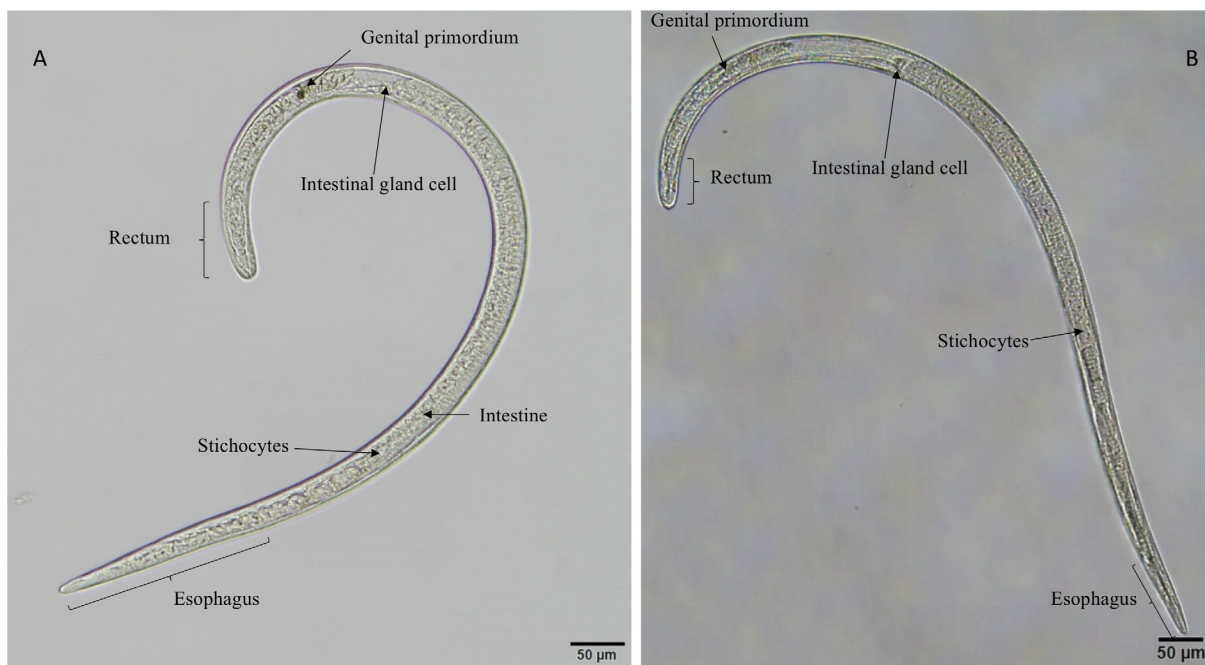 A
Genital primordium
Intestinal gland cell
Rectum
Intestine
Stichocytes
Esophagus
50 µm
Genital primordium
B
Intestinal gland cell
Rectum
Stichocytes
Esophagus
50 µm